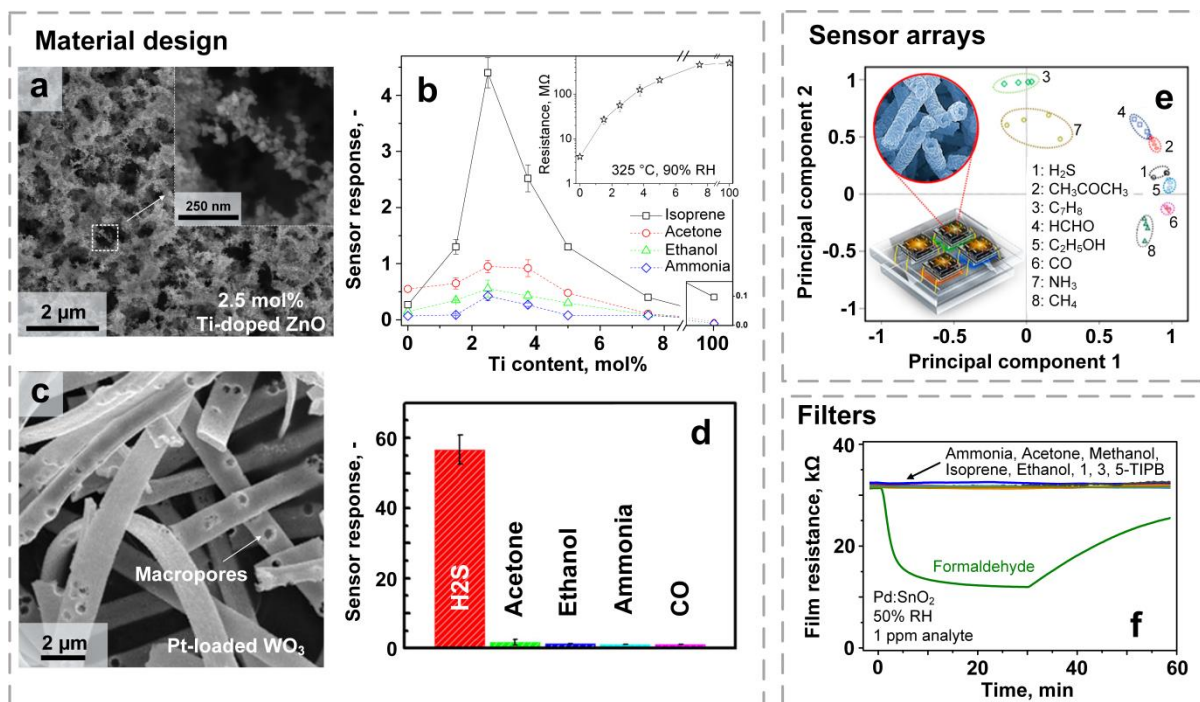 Material design
a
250 nm
2 µm
2.5 mol%
Ti-doped ZnO
b
Sensor response, -
5
4
3
2
1
0
0
2
4
6
8
100
Ti content, mol%
Resistance, MΩ
100
10
1
0
2
4
6
8
100
325 °C, 90% RH
Isoprene
Acetone
Ethanol
Ammonia
0.1
0.0
c
Macropores
2 µm
Pt-loaded WO₃
d
Sensor response, -
60
40
20
0
H2S
Acetone
Ethanol
Ammonia
CO
Sensor arrays
e
Principal component 2
1
0.5
0
-0.5
-1
-1
-0.5
0
0.5
1
Principal component 1
3
4
7
2
1
5
6
8
1: H₂S
2: CH₃COCH₃
3: C₇H₈
4: HCHO
5: C₂H₅OH
6: CO
7: NH₃
8: CH₄
Filters
Film resistance, kΩ
40
20
0
Ammonia, Acetone, Methanol,
Isoprene, Ethanol, 1, 3, 5-TIPB
Formaldehyde
Pd:SnO₂
50% RH
1 ppm analyte
f
0
20
40
60
Time, min